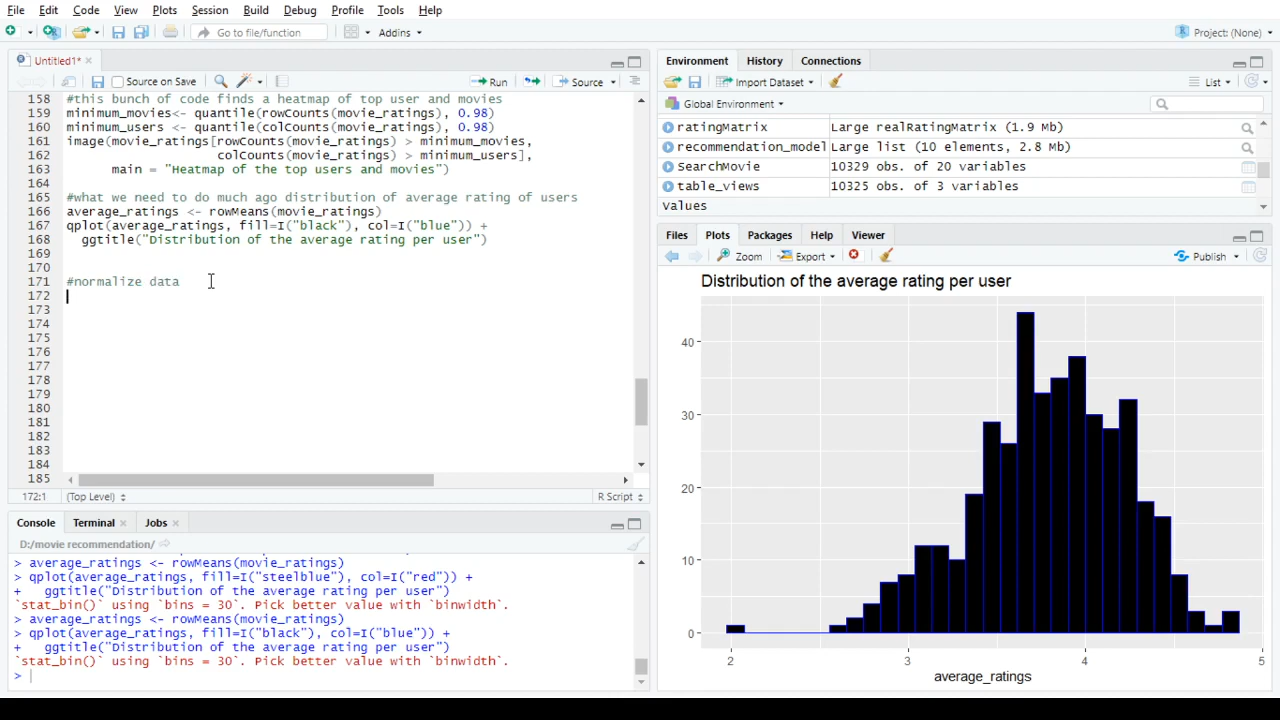 File Edit Code View Plots Session Build Debug Profile Tools Help
Go to file/function Addins Project: (None)
Untitled1*
Source on Save Run Source
158 #this bunch of code finds a heatmap of top user and movies
159 minimum_movies<- quantile(rowCounts(movie_ratings), 0.98)
160 minimum_users <- quantile(colCounts(movie_ratings), 0.98)
161 image(movie_ratings[rowCounts(movie_ratings) > minimum_movies,
162 colCounts(movie_ratings) > minimum_users],
163 main = "Heatmap of the top users and movies")
164
165 #what we need to do much ago distribution of average rating of users
166 average_ratings <- rowMeans(movie_ratings)
167 qplot(average_ratings, fill=I("black"), col=I("blue")) +
168 ggtitle("Distribution of the average rating per user")
169
170
171 #normalize data
172
173
174
175
176
177
178
179
180
181
182
183
184
185
172:1 (Top Level) R Script
Console Terminal Jobs
D:/movie recommendation/
> average_ratings <- rowMeans(movie_ratings)
> qplot(average_ratings, fill=I("steelblue"), col=I("red")) +
+ ggtitle("Distribution of the average rating per user")
`stat_bin()` using `bins = 30`. Pick better value with `binwidth`.
> average_ratings <- rowMeans(movie_ratings)
> qplot(average_ratings, fill=I("black"), col=I("blue")) +
+ ggtitle("Distribution of the average rating per user")
`stat_bin()` using `bins = 30`. Pick better value with `binwidth`.
>
Environment History Connections
Import Dataset List
Global Environment
ratingMatrix Large realRatingMatrix (1.9 Mb)
recommendation_model Large list (10 elements, 2.8 Mb)
SearchMovie 10329 obs. of 20 variables
table_views 10325 obs. of 3 variables
Values
Files Plots Packages Help Viewer
Zoom Export Publish
Distribution of the average rating per user
40
30
20
10
0
2 3 4 5
average_ratings